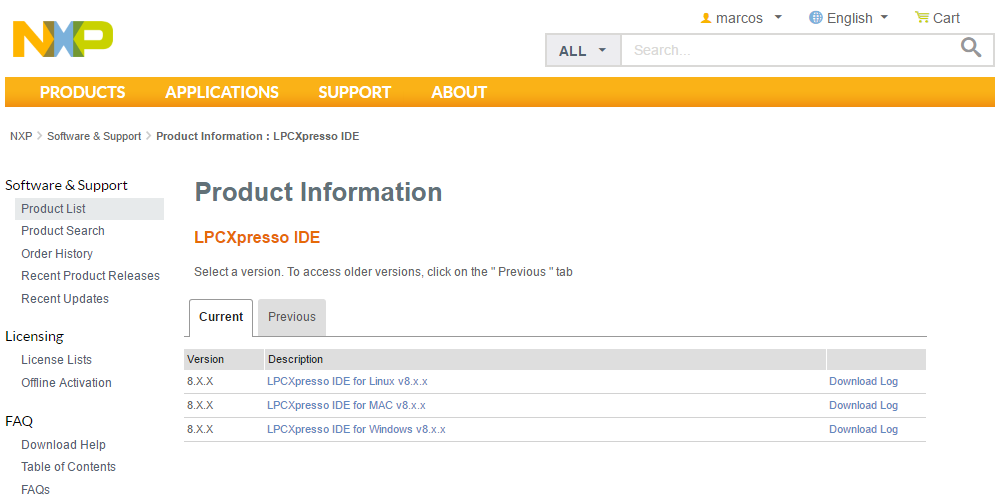 NXP
marcos English Cart
ALL Search...
PRODUCTS APPLICATIONS SUPPORT ABOUT
NXP > Software & Support > Product Information : LPCXpresso IDE
Software & Support
Product List
Product Search
Order History
Recent Product Releases
Recent Updates
Licensing
License Lists
Offline Activation
FAQ
Download Help
Table of Contents
FAQs
Product Information
LPCXpresso IDE
Select a version. To access older versions, click on the " Previous " tab
Current Previous
Version Description
8.X.X LPCXpresso IDE for Linux v8.x.x Download Log
8.X.X LPCXpresso IDE for MAC v8.x.x Download Log
8.X.X LPCXpresso IDE for Windows v8.x.x Download Log